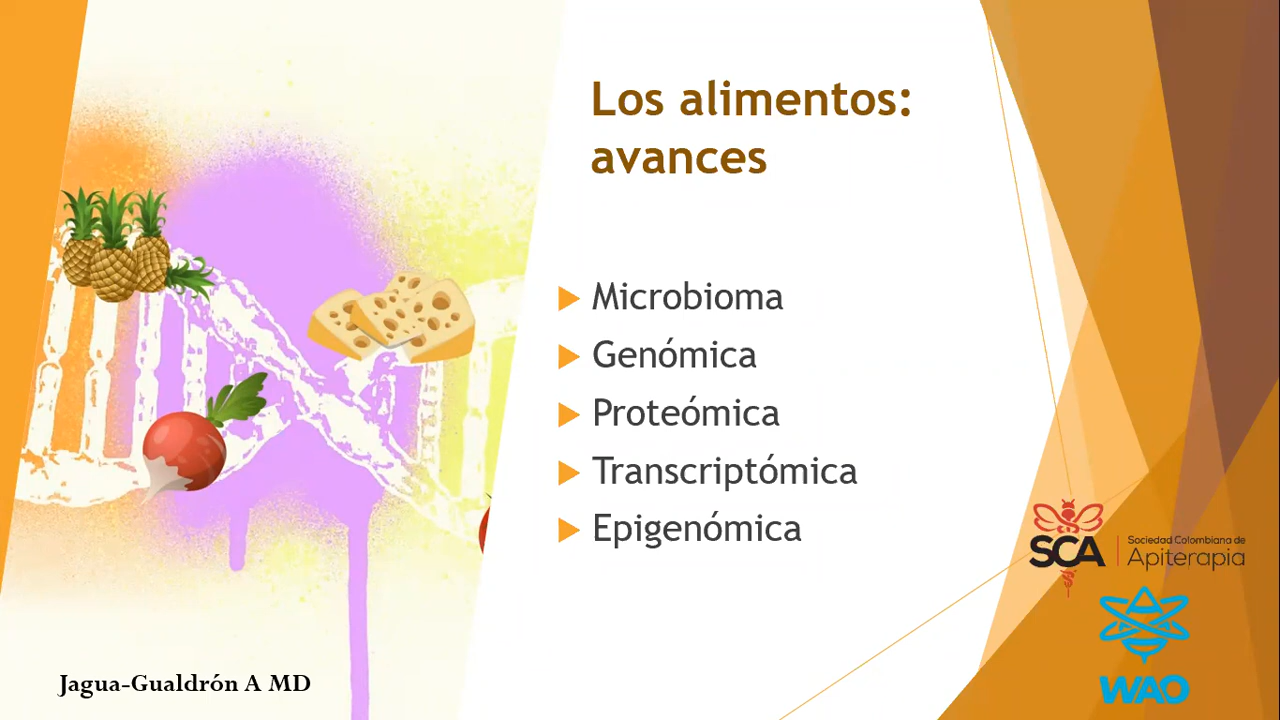 Los alimentos:
avances
Microbioma
Genómica
Proteómica
Transcriptómica
Epigenómica
SCA
Sociedad Colombiana de
Apiterapia
WAO
Jagua-Gualdrón A MD